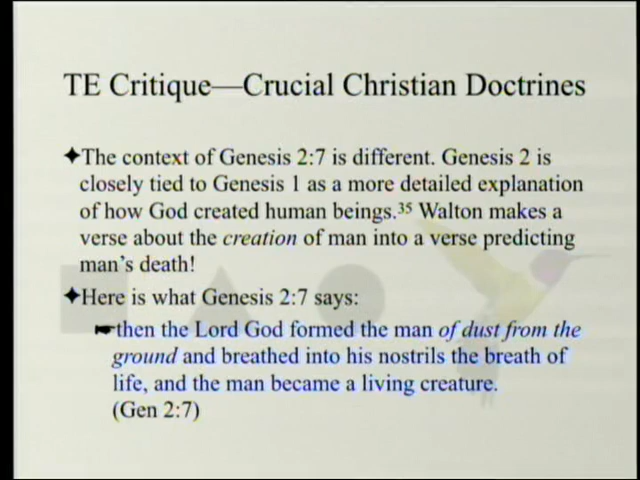 TE Critique—Crucial Christian Doctrines
✦The context of Genesis 2:7 is different. Genesis 2 is
closely tied to Genesis 1 as a more detailed explanation
of how God created human beings.³⁵ Walton makes a
verse about the creation of man into a verse predicting
man's death!
✦Here is what Genesis 2:7 says:
☛then the Lord God formed the man of dust from the
ground and breathed into his nostrils the breath of
life, and the man became a living creature.
(Gen 2:7)